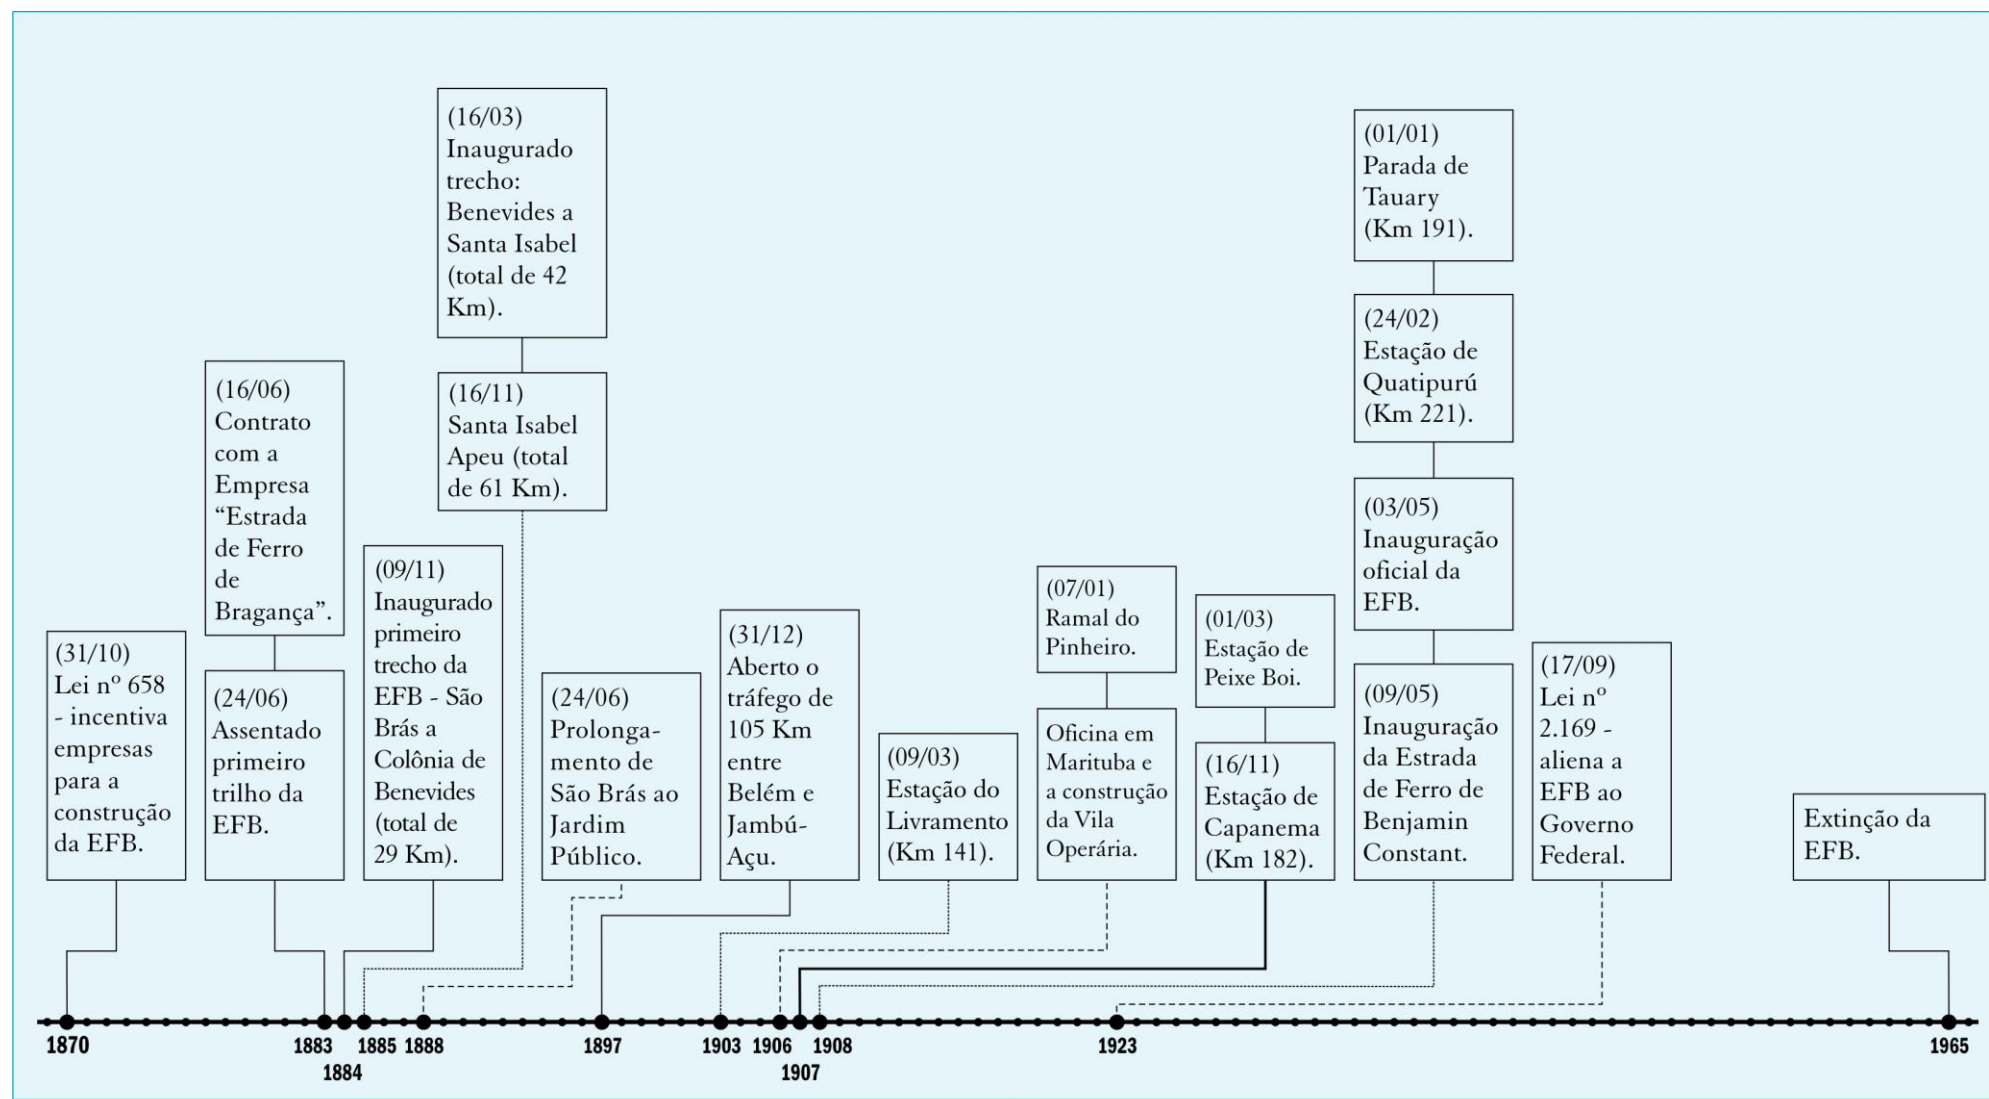 (31/10)
Lei nº 658
- incentiva
empresas
para a
construção
da EFB.
(16/06)
Contrato
com a
Empresa
“Estrada
de Ferro
de
Bragança”.
(24/06)
Assentado
primeiro
trilho da
EFB.
(09/11)
Inaugurado
primeiro
trecho da
EFB - São
Brás a
Colônia de
Benevides
(total de
29 Km).
(16/03)
Inaugurado
trecho:
Benevides a
Santa Isabel
(total de 42
Km).
(16/11)
Santa Isabel
Apeu (total
de 61 Km).
(24/06)
Prolonga-
mento de
São Brás ao
Jardim
Público.
(31/12)
Aberto o
tráfego de
105 Km
entre
Belém e
Jambú-
Açu.
(09/03)
Estação do
Livramento
(Km 141).
(07/01)
Ramal do
Pinheiro.
Oficina em
Marituba e
a construção
da Vila
Operária.
(01/03)
Estação de
Peixe Boi.
(16/11)
Estação de
Capanema
(Km 182).
(01/01)
Parada de
Tauary
(Km 191).
(24/02)
Estação de
Quatipurú
(Km 221).
(03/05)
Inauguração
oficial da
EFB.
(09/05)
Inauguração
da Estrada
de Ferro de
Benjamin
Constant.
(17/09)
Lei nº
2.169 -
aliena a
EFB ao
Governo
Federal.
Extinção da
EFB.
1870
1883
1884
1885
1888
1897
1903
1906
1907
1908
1923
1965